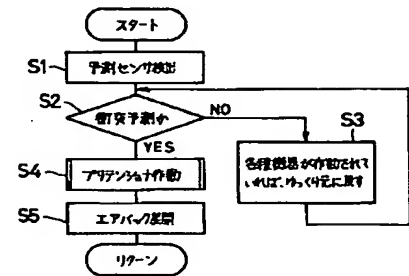 スタート
S1
予測センサ検出
S2
衝突予測か
NO
YES
S3
各種機器が作動されて
いれば、ゆっくり元に戻す
S4
プリテンショナ作動
S5
エアバッグ展開
リターン